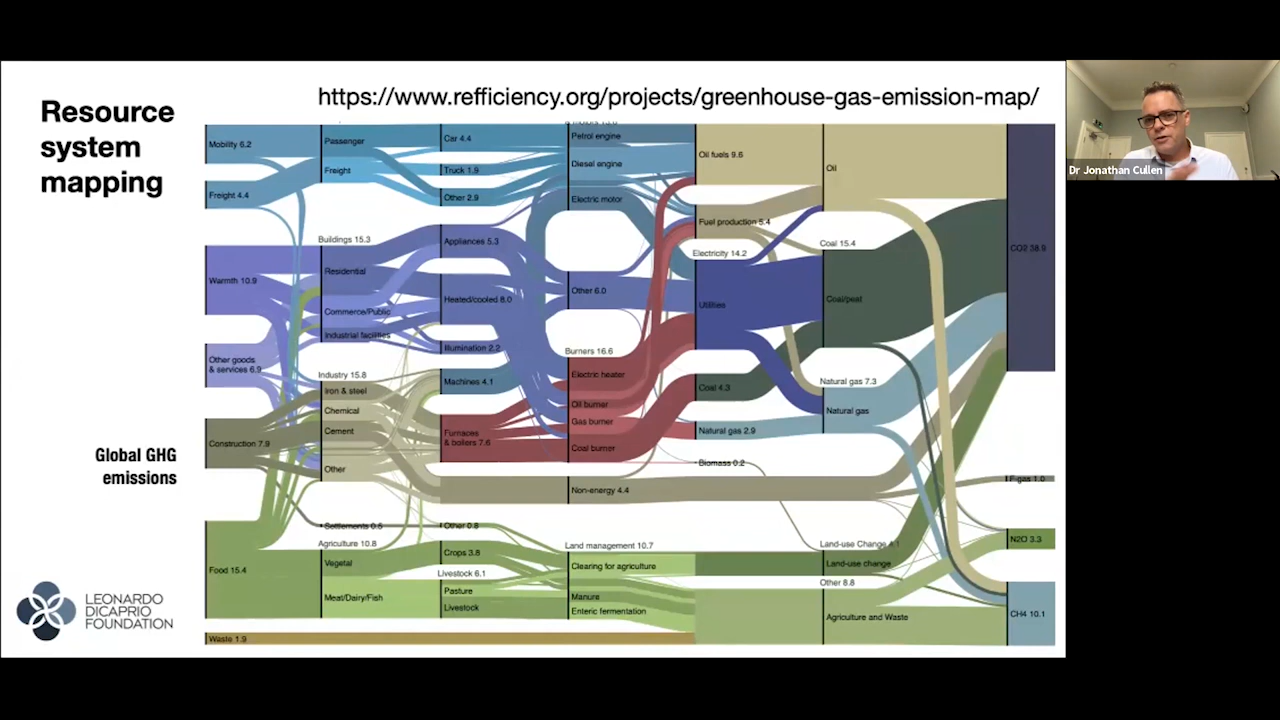 https://www.refficiency.org/projects/greenhouse-gas-emission-map/
Resource
system
mapping
Dr Jonathan Cullen
Global GHG
emissions
LEONARDO
DICAPRIO
FOUNDATION
Mobility 6.2
Freight 4.4
Warmth 10.9
Other goods
& services 6.9
Construction 7.9
Food 15.4
Waste 1.9
Passenger
Freight
Buildings 15.3
Residential
Commerce/Public
Industrial facilities
Industry 15.8
Iron & steel
Chemical
Cement
Other
Settlements 0.5
Agriculture 10.8
Vegetal
Meat/Dairy/Fish
Car 4.4
Truck 1.9
Other 2.9
Appliances 5.3
Heated/cooled 8.0
Illumination 2.2
Machines 4.1
Furnaces
& boilers 7.6
Other 0.8
Crops 3.8
Livestock 6.1
Pasture
Livestock
Petrol engine
Diesel engine
Electric motor
Other 6.0
Burners 16.6
Electric heater
Oil burner
Gas burner
Coal burner
Non-energy 4.4
Land management 10.7
Clearing for agriculture
Manure
Enteric fermentation
Oil fuels 9.6
Fuel production 5.4
Electricity 14.2
Utilities
Coal 4.3
Natural gas 2.9
Biomass 0.2
Oil
Coal 15.4
Coal/peat
Natural gas 7.3
Natural gas
Land-use Change 4.1
Land-use change
Other 8.8
Agriculture and Waste
CO2 38.9
F-gas 1.0
N2O 3.3
CH4 10.1